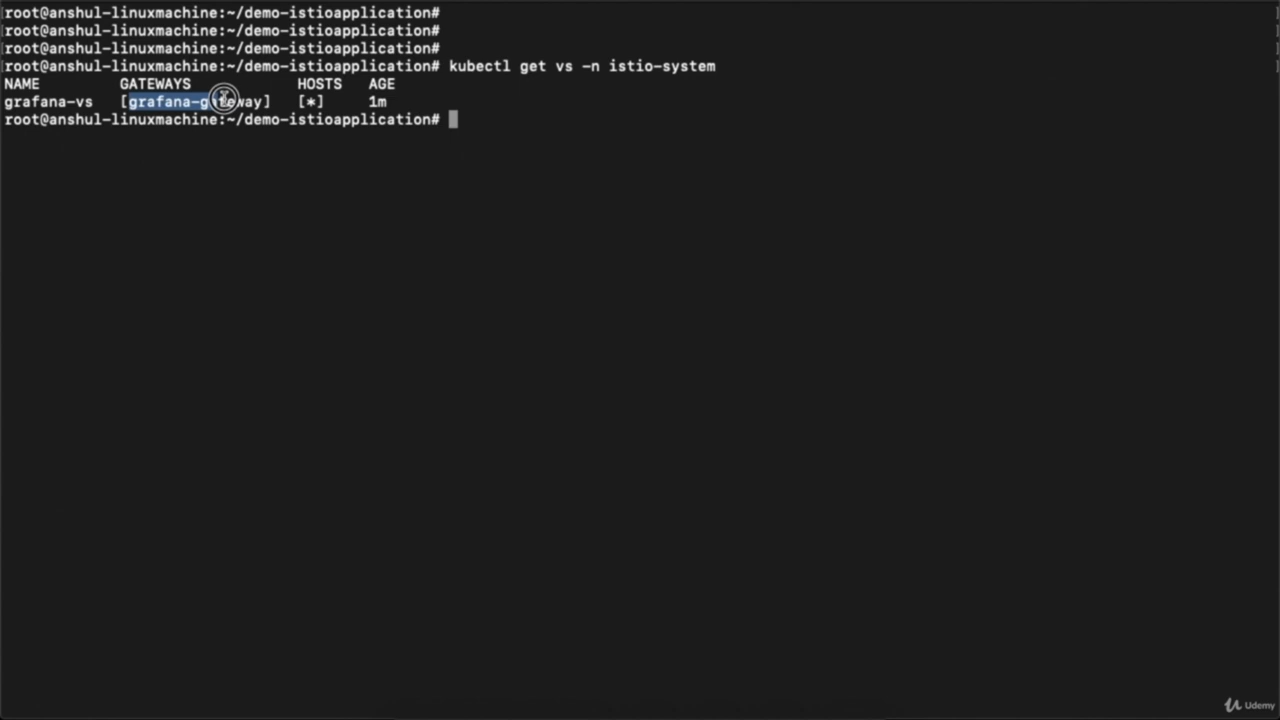 root@anshul-linuxmachine:~/demo-istioapplication#
root@anshul-linuxmachine:~/demo-istioapplication#
root@anshul-linuxmachine:~/demo-istioapplication#
root@anshul-linuxmachine:~/demo-istioapplication# kubectl get vs -n istio-system
NAME GATEWAYS HOSTS AGE
grafana-vs [grafana-gateway] [*] 1m
root@anshul-linuxmachine:~/demo-istioapplication#
Udemy